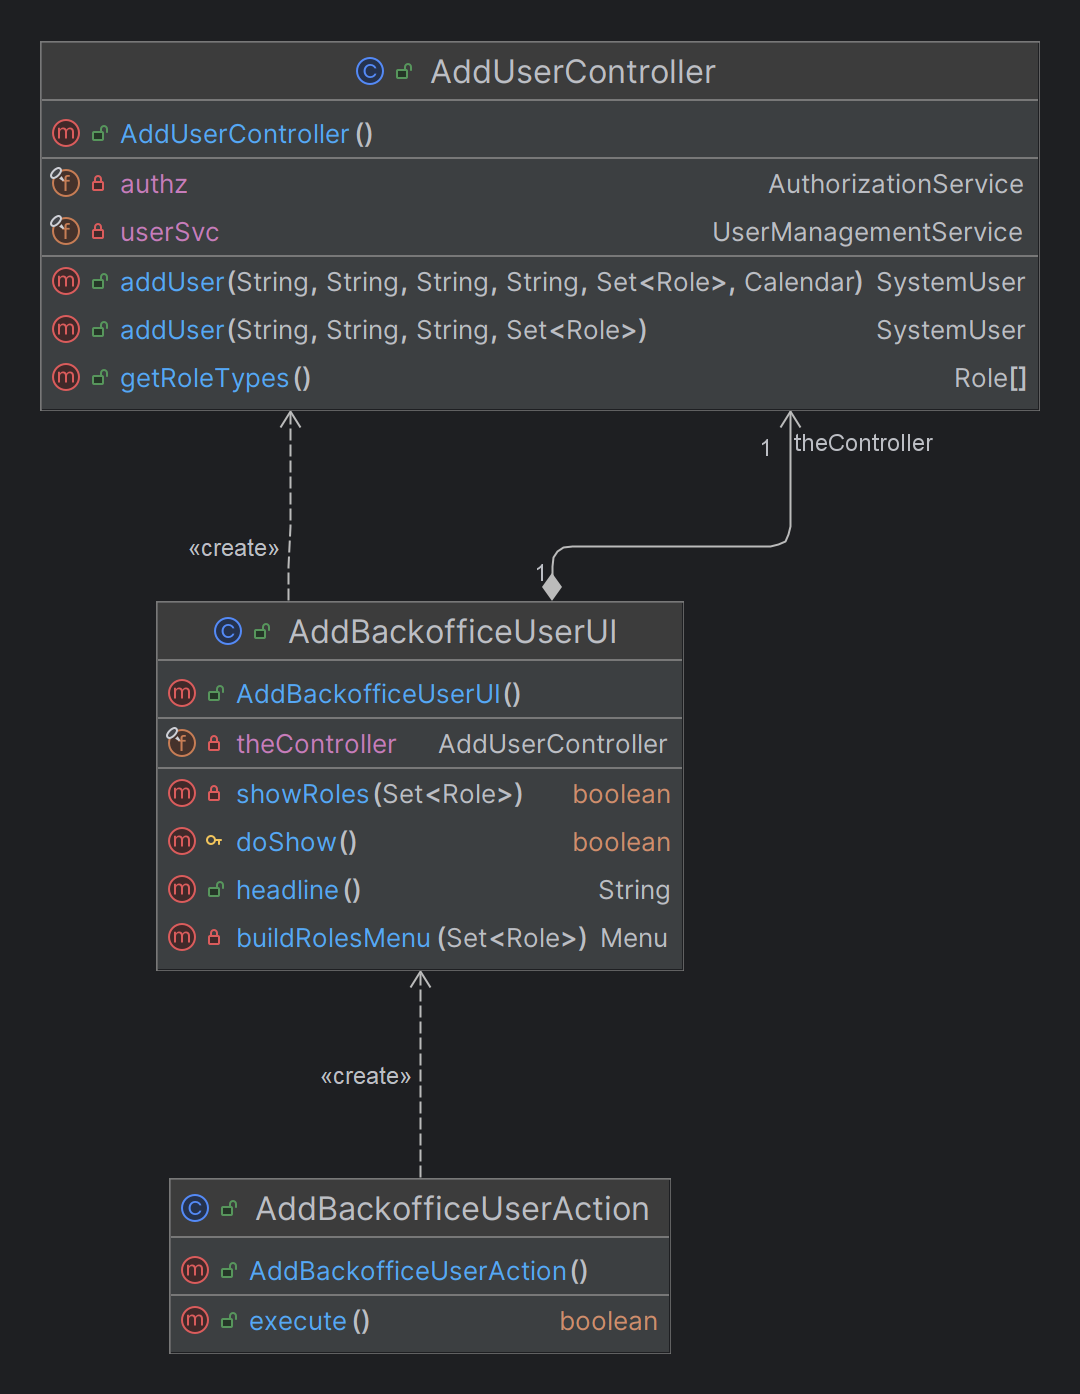 AddUserController
AddUserController()
authz AuthorizationService
userSvc UserManagementService
addUser(String, String, String, String, Set<Role>, Calendar) SystemUser
addUser(String, String, String, Set<Role>) SystemUser
getRoleTypes() Role[]
1 theController
«create»
1
AddBackofficeUserUI
AddBackofficeUserUI()
theController AddUserController
showRoles(Set<Role>) boolean
doShow() boolean
headline() String
buildRolesMenu(Set<Role>) Menu
«create»
AddBackofficeUserAction
AddBackofficeUserAction()
execute() boolean